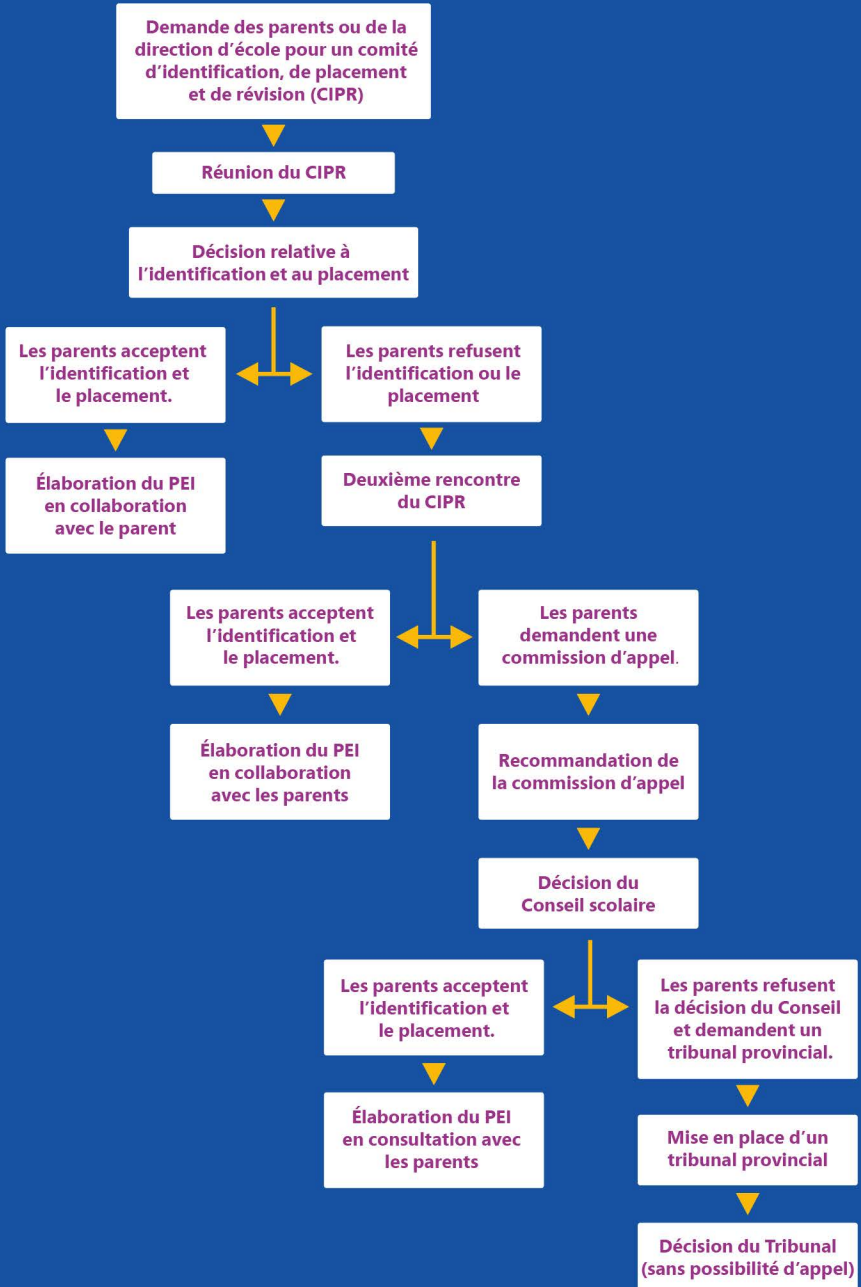 Demande des parents ou de la
direction d’école pour un comité
d’identification, de placement
et de révision (CIPR)
Réunion du CIPR
Décision relative à
l’identification et au placement
Les parents acceptent
l’identification et
le placement.
Les parents refusent
l’identification ou le
placement
Élaboration du PEI
en collaboration
avec le parent
Deuxième rencontre
du CIPR
Les parents acceptent
l’identification et
le placement.
Les parents
demandent une
commission d’appel.
Élaboration du PEI
en collaboration
avec les parents
Recommandation de
la commission d’appel
Décision du
Conseil scolaire
Les parents acceptent
l’identification et
le placement.
Les parents refusent
la décision du Conseil
et demandent un
tribunal provincial.
Élaboration du PEI
en consultation avec
les parents
Mise en place d’un
tribunal provincial
Décision du Tribunal
(sans possibilité d’appel)